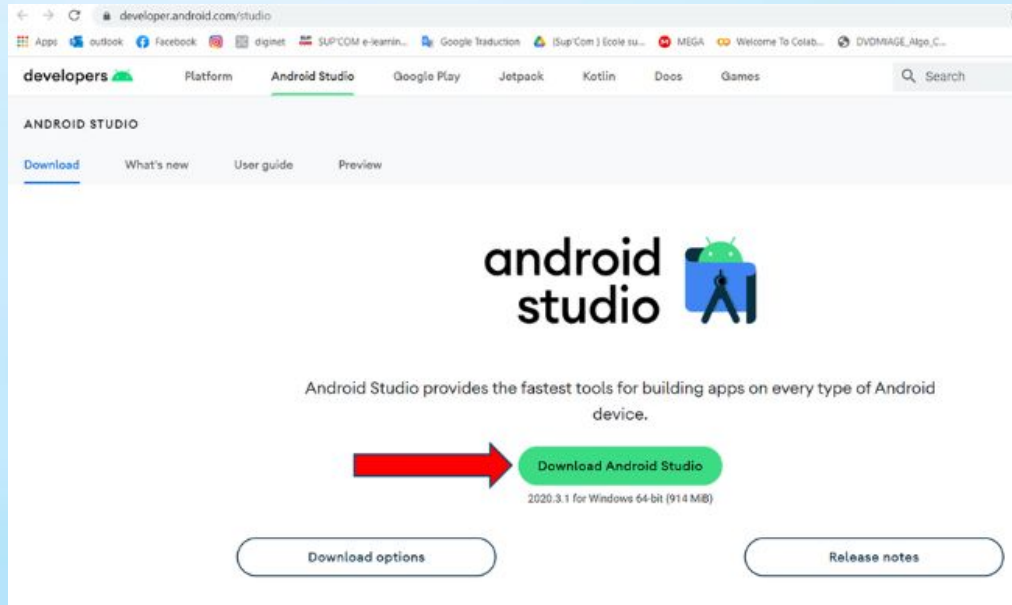 developer.android.com/studio
Apps outlook Facebook diginet SUP'COM e-learnin... Google Traduction (Sup'Com ) Ecole su... MEGA Welcome To Colab... DVDMIAGE_Algo_C...
developers Platform Android Studio Google Play Jetpack Kotlin Docs Games Search
ANDROID STUDIO
Download What's new User guide Preview
android
studio
Android Studio provides the fastest tools for building apps on every type of Android
device.
Download Android Studio
2020.3.1 for Windows 64-bit (914 MiB)
Download options Release notes